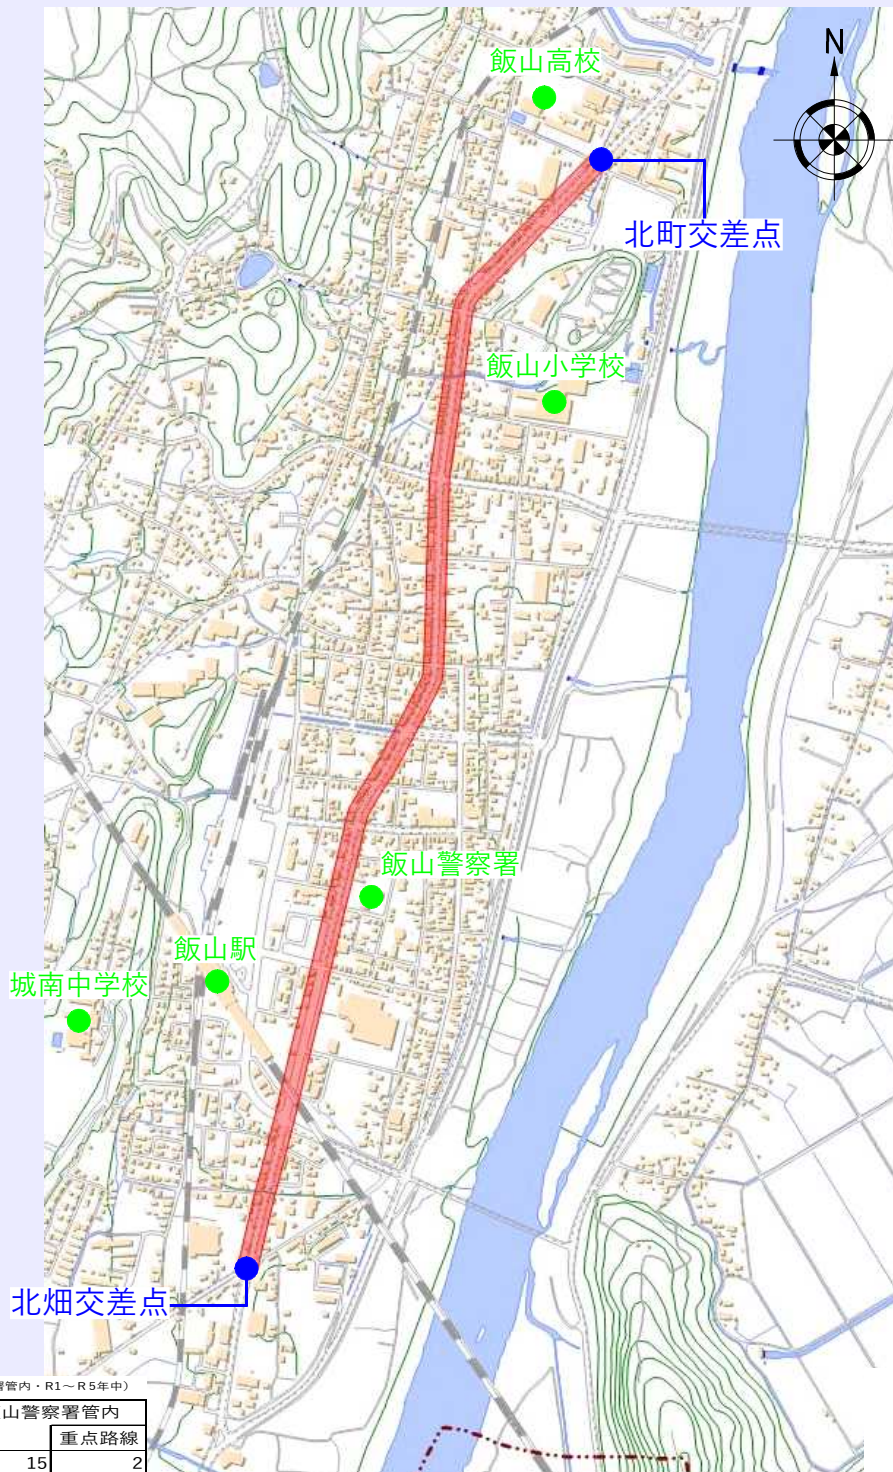 N
飯山高校
北町交差点
飯山小学校
飯山警察署
飯山駅
城南中学校
北畑交差点
署管内・R1～R5年中）
山警察署管内
重点路線
15 2